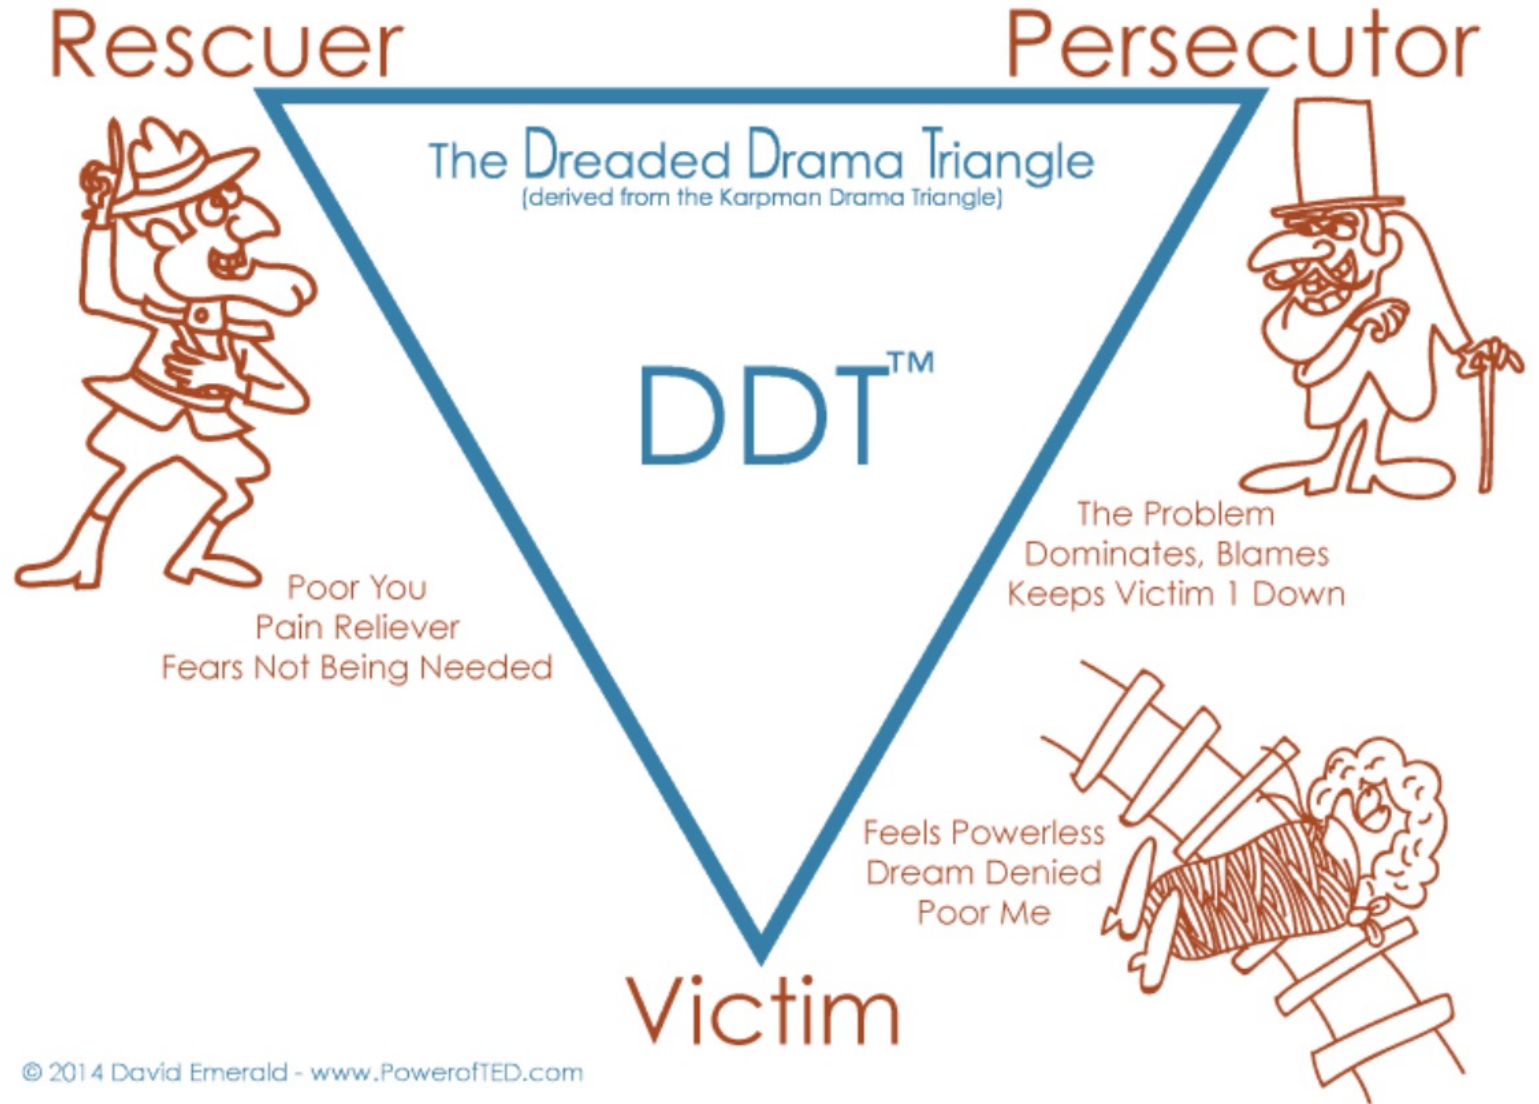 Rescuer
Persecutor
The Dreaded Drama Triangle
(derived from the Karpman Drama Triangle)
DDT™
The Problem
Dominates, Blames
Keeps Victim 1 Down
Poor You
Pain Reliever
Fears Not Being Needed
Feels Powerless
Dream Denied
Poor Me
Victim
© 2014 David Emerald - www.PowerofTED.com